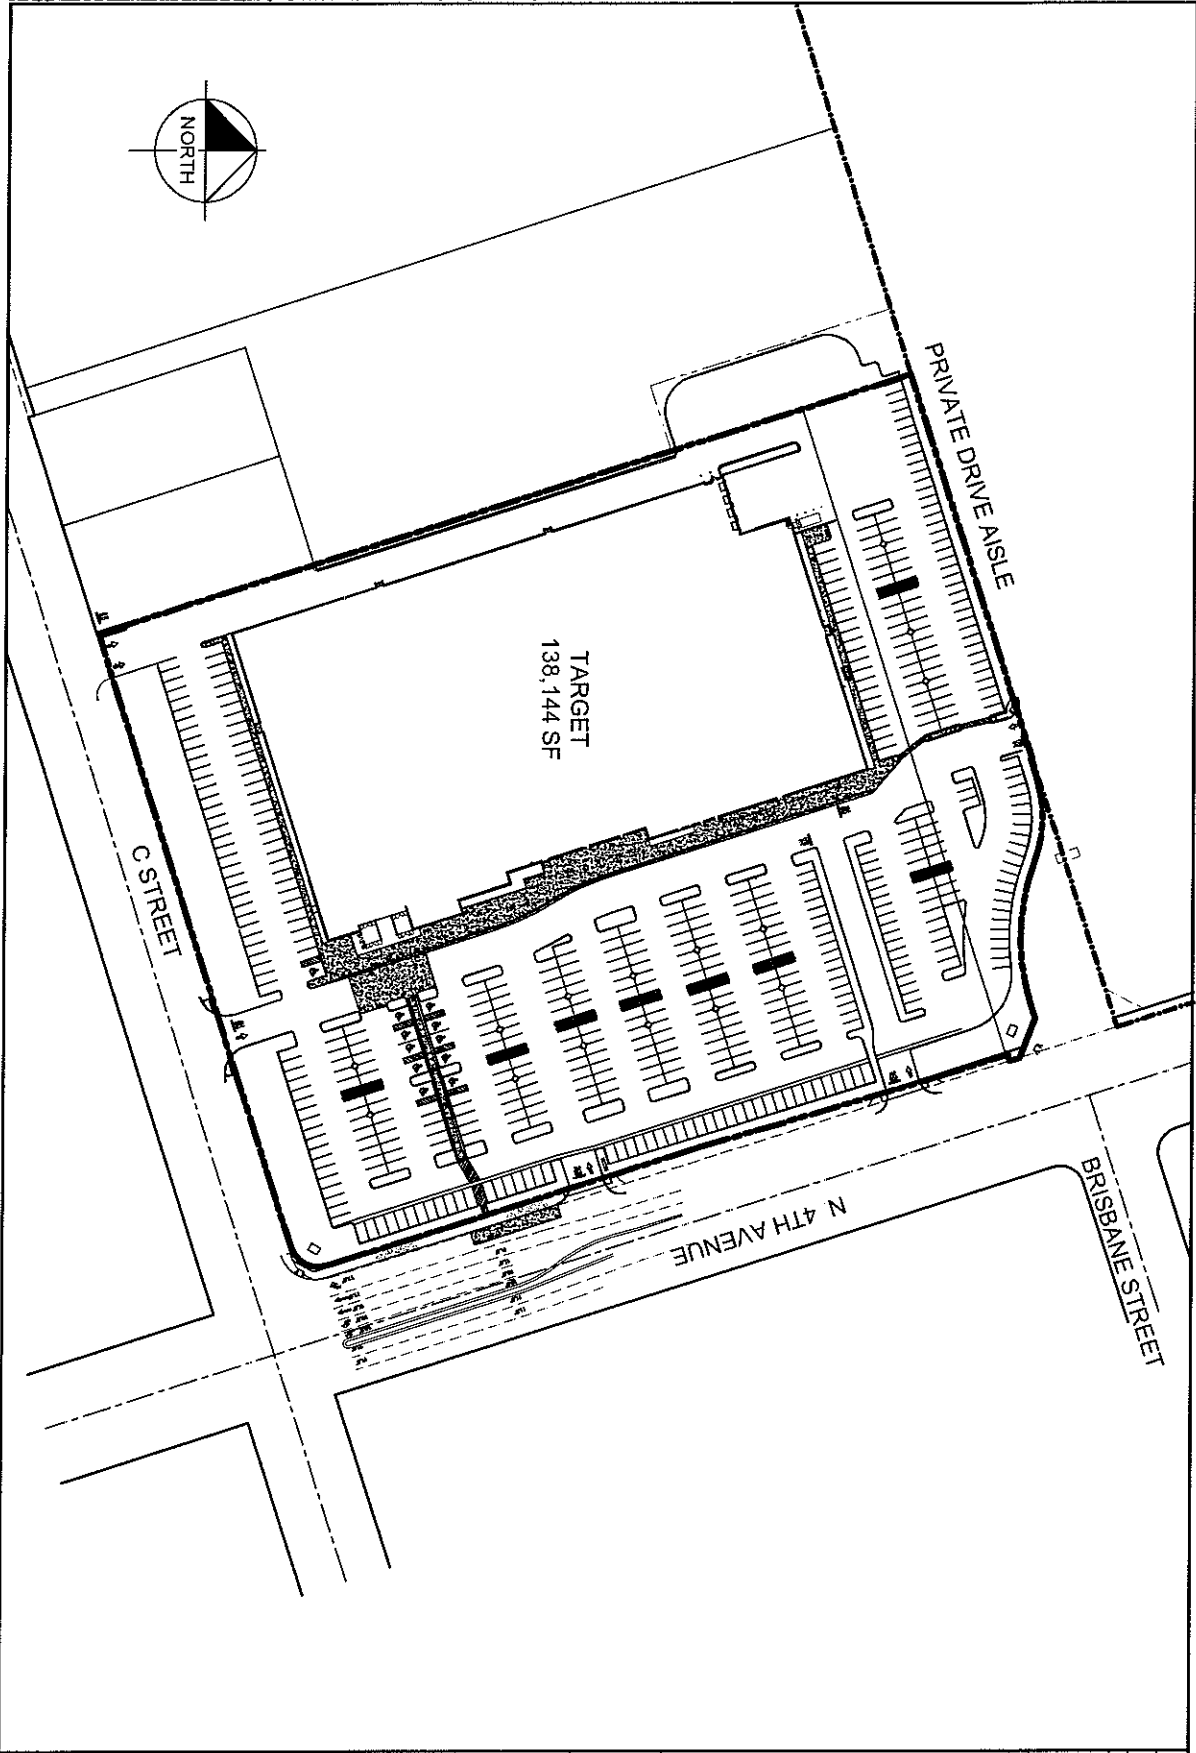 NORTH
PRIVATE DRIVE AISLE
TARGET
138,144 SF
C STREET
N 4TH AVENUE
BRISBANE STREET